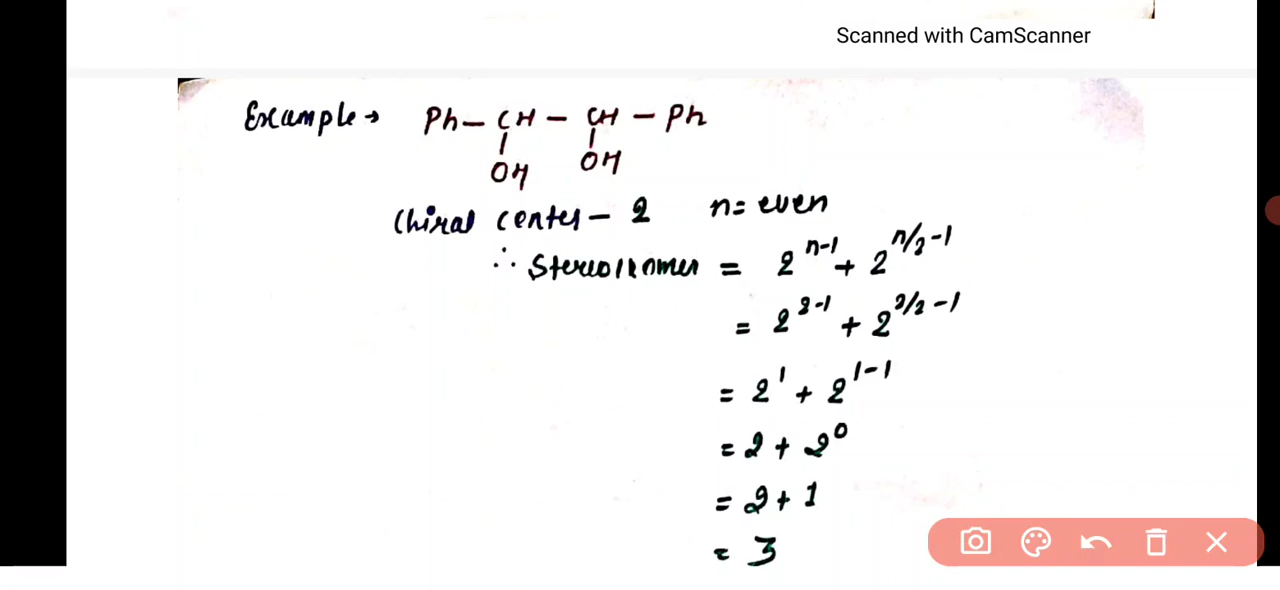 Scanned with CamScanner
Example → Ph – CH – CH – Ph
OH OH
Chiral center – 2 n = even
∴ Stereoisomer = 2^(n-1) + 2^(n/2-1)
= 2^(2-1) + 2^(2/2-1)
= 2^1 + 2^(1-1)
= 2 + 2^0
= 2 + 1
= 3